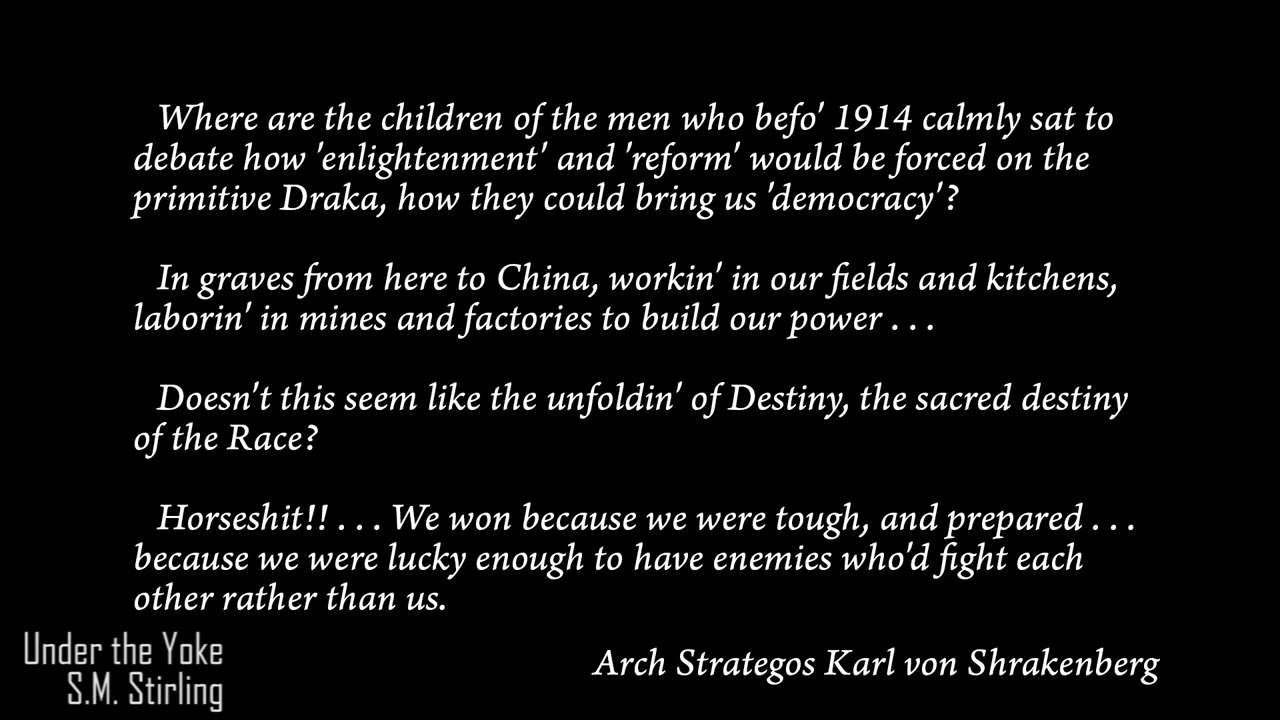 Where are the children of the men who befo' 1914 calmly sat to
debate how 'enlightenment' and 'reform' would be forced on the
primitive Draka, how they could bring us 'democracy'?
In graves from here to China, workin' in our fields and kitchens,
laborin' in mines and factories to build our power . . .
Doesn't this seem like the unfoldin' of Destiny, the sacred destiny
of the Race?
Horseshit!! . . . We won because we were tough, and prepared . . .
because we were lucky enough to have enemies who'd fight each
other rather than us.
Arch Strategos Karl von Shrakenberg
Under the Yoke
S.M. Stirling